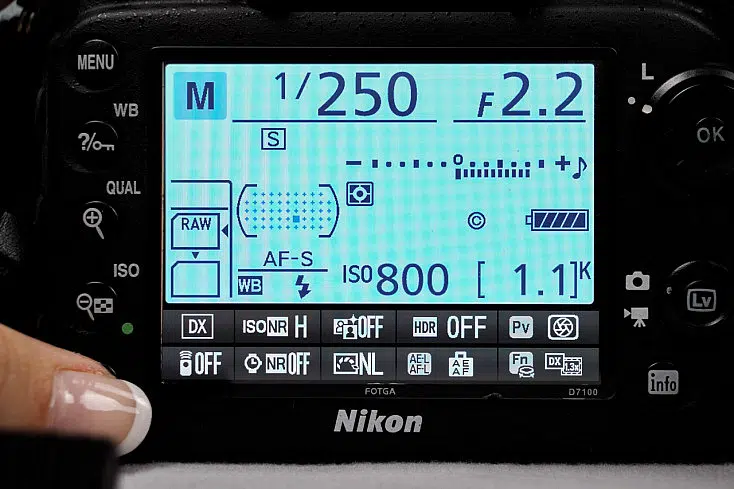 MENU
WB
?/
QUAL
ISO
M 1/250 F2.2
S
− +
RAW
©
AF-S
WB ISO 800 [1.1]K
DX ISO NR H OFF HDR OFF Pv
OFF NR OFF NL AE-L AF-L AE AF Fn DX 1.3x
FOTGA D7100
Nikon
L
OK
Lv
info